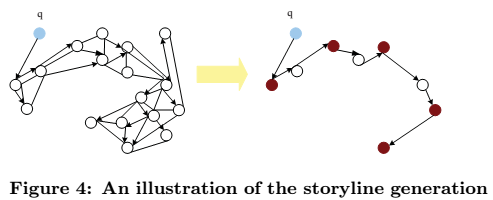 q q
Figure 4: An illustration of the storyline generation